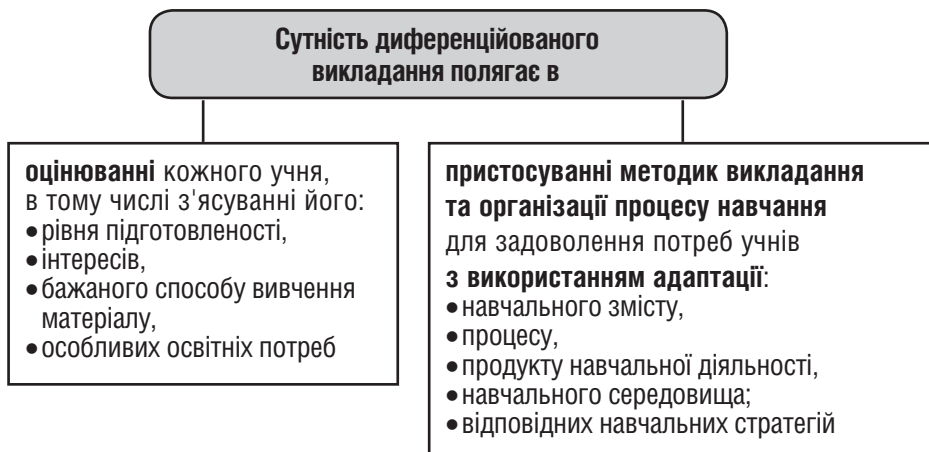 Сутність диференційованого
викладання полягає в
оцінюванні кожного учня,
в тому числі з'ясуванні його:
• рівня підготовленості,
• інтересів,
• бажаного способу вивчення
матеріалу,
• особливих освітніх потреб
пристосуванні методик викладання
та організації процесу навчання
для задоволення потреб учнів
з використанням адаптації:
• навчального змісту,
• процесу,
• продукту навчальної діяльності,
• навчального середовища;
• відповідних навчальних стратегій